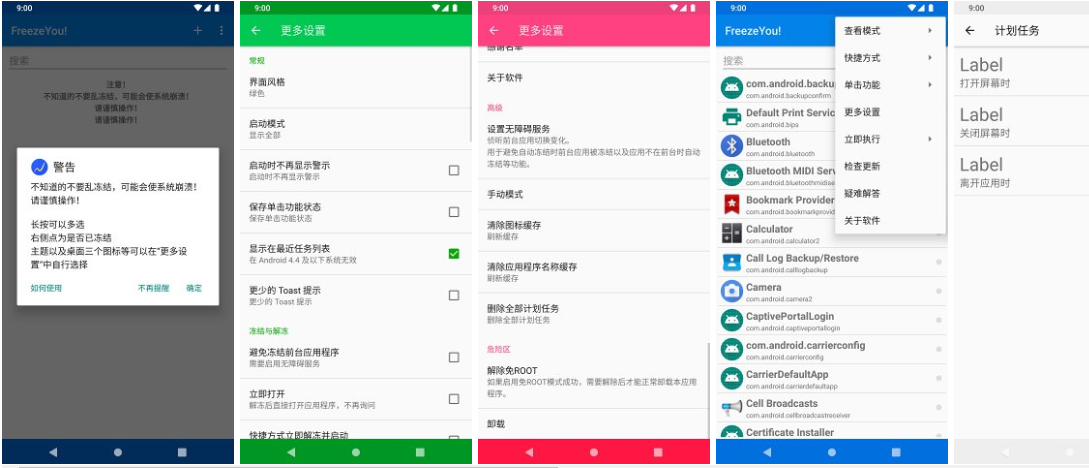 9:00
FreezeYou!
搜索
注意!
不知道的不要乱冻结，可能会使系统崩溃!
请谨慎操作!
请谨慎操作!
警告
不知道的不要乱冻结，可能会使系统崩溃!
请谨慎操作!
长按可以多选
右侧点为是否已冻结
主题以及桌面三个图标等可以在"更多设
置"中自行选择
如何使用
不再提醒
确定
9:00
更多设置
常规
界面风格
绿色
启动模式
显示全部
启动时不再显示警示
启动时不再显示警示
保存单击功能状态
保存单击功能状态
显示在最近任务列表
在 Android 4.4 及以下系统无效
更少的 Toast 提示
更少的 Toast 提示
冻结与解冻
避免冻结前台应用程序
需要启用无障碍服务
立即打开
解冻后直接打开应用程序，不再询问
快捷方式立即解冻并启动
9:00
更多设置
感谢名单
关于软件
高级
设置无障碍服务
侦听前台应用切换变化。
用于避免自动冻结时前台应用被冻结以及应用不在前台时自动
冻结等功能。
手动模式
清除图标缓存
刷新缓存
清除应用程序名称缓存
刷新缓存
删除全部计划任务
删除全部计划任务
危险区
解除免ROOT
如果启用免ROOT模式成功，需要解除后才能正常卸载本应用
程序。
卸载
9:00
FreezeYou!
搜索
com.android.backu
com.android.backupconfirm
Default Print Servic
com.android.bips
Bluetooth
com.android.bluetooth
Bluetooth MIDI Serv
com.android.bluetoothmidise
Bookmark Provider
com.android.bookmarkprovid
Calculator
com.android.calculator2
Call Log Backup/Restore
com.android.calllogbackup
Camera
com.android.camera2
CaptivePortalLogin
com.android.captiveportallogin
com.android.carrierconfig
com.android.carrierconfig
CarrierDefaultApp
com.android.carrierdefaultapp
Cell Broadcasts
com.android.cellbroadcastreceiver
Certificate Installer
查看模式
快捷方式
单击功能
更多设置
立即执行
检查更新
疑难解答
关于软件
9:00
计划任务
Label
打开屏幕时
Label
关闭屏幕时
Label
离开应用时